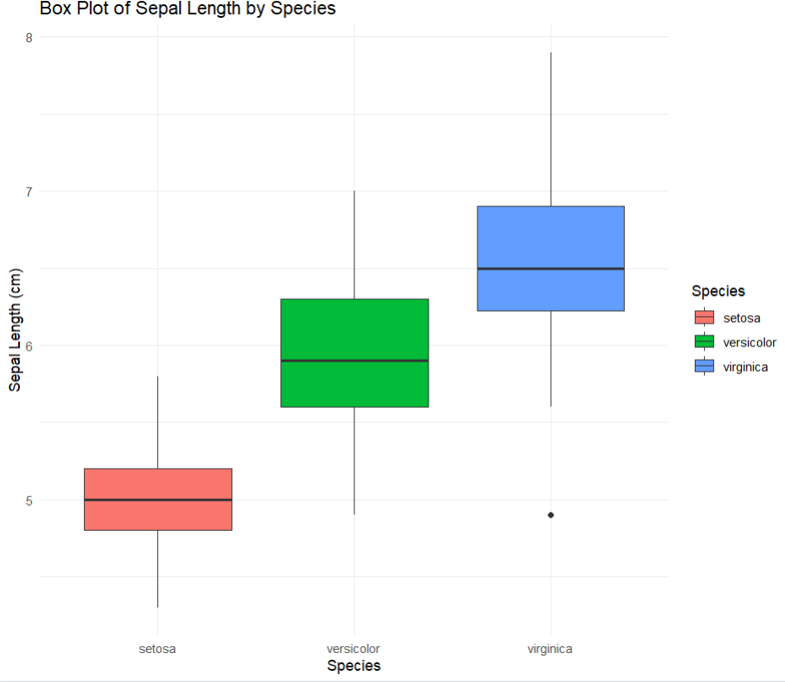 Box Plot of Sepal Length by Species
8
7
6
5
Sepal Length (cm)
setosa
versicolor
virginica
Species
Species
setosa
versicolor
virginica